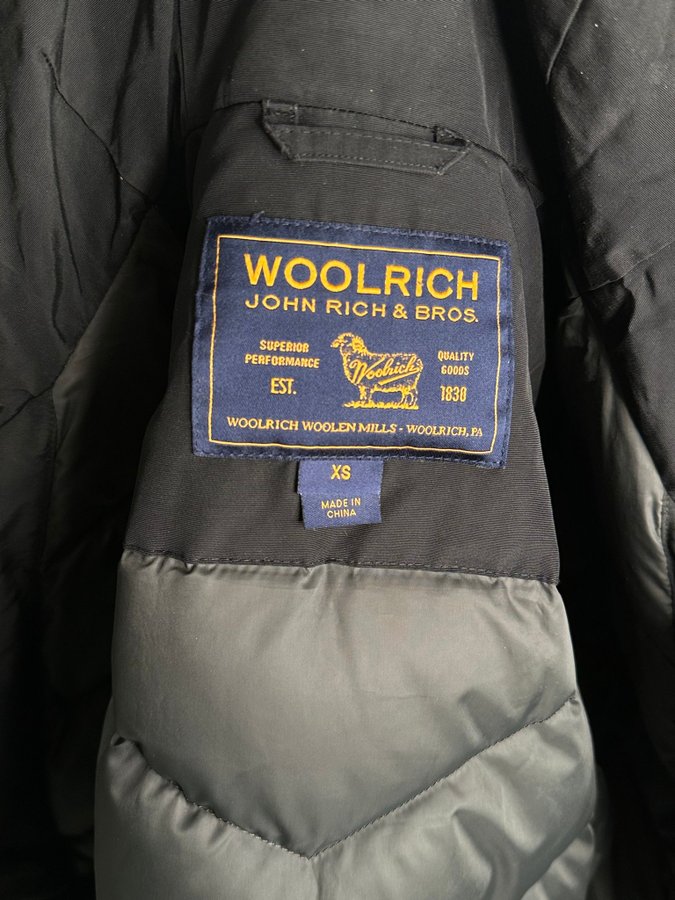 WOOLRICH
JOHN RICH & BROS.
SUPERIOR
PERFORMANCE
EST.
Woolrich
QUALITY
GOODS
1830
WOOLRICH WOOLEN MILLS - WOOLRICH, PA
XS
MADE IN
CHINA